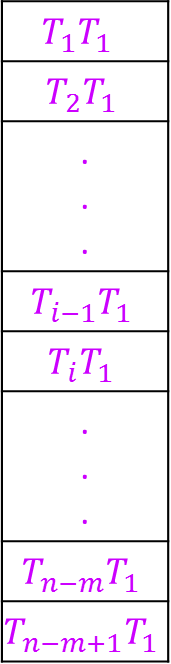 T₁T₁
T₂T₁
.
.
.
Tᵢ₋₁T₁
TᵢT₁
.
.
.
Tₙ₋ₘT₁
Tₙ₋ₘ₊₁T₁